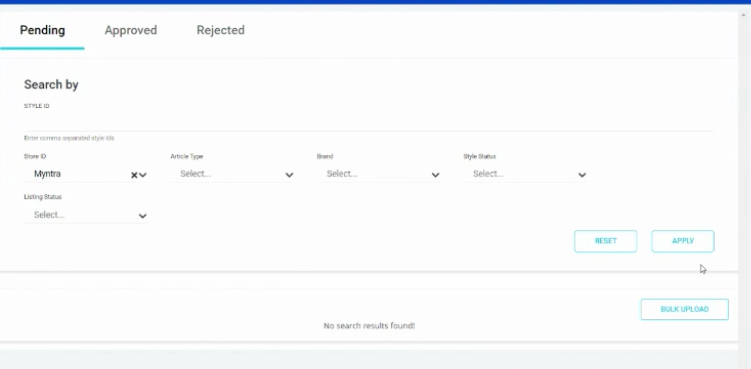 Pending Approved Rejected
Search by
STYLE ID
Enter comma separated style ids
Store ID Article Type Brand Style Status
Myntra Select... Select... Select...
Listing Status
Select...
RESET APPLY
BULK UPLOAD
No search results found!